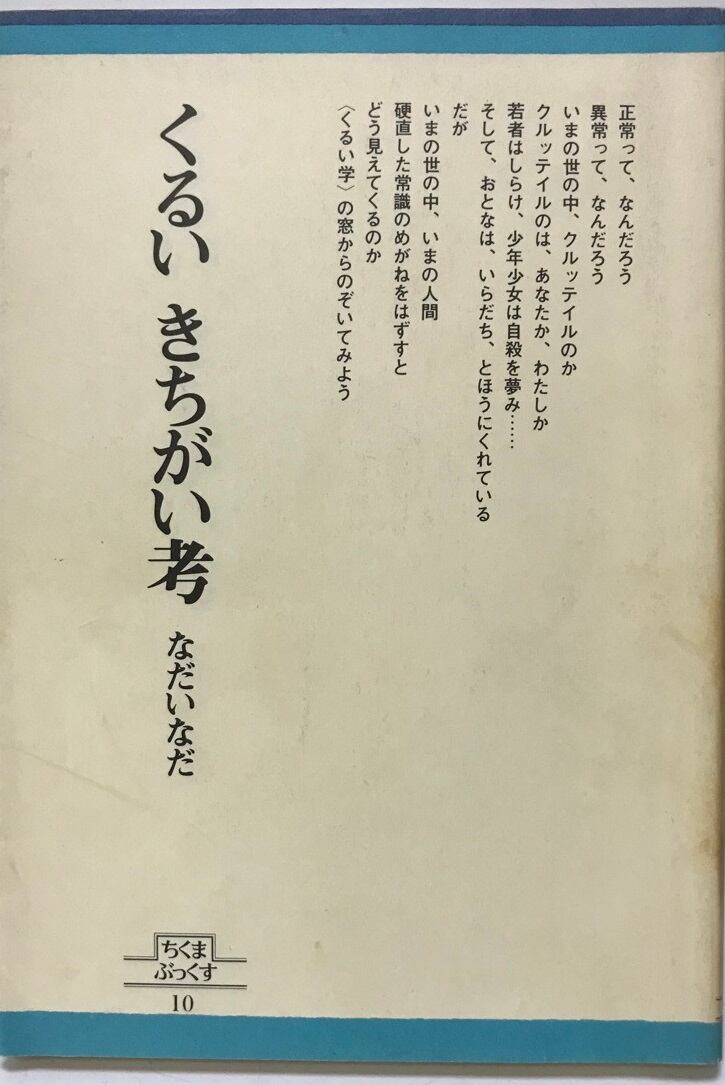 正常って、なんだろう
異常って、なんだろう
いまの世の中、クルッテイルのか
クルッテイルのは、あなたか、わたしか
若者はしらけ、少年少女は自殺を夢み……
そして、おとなは、いらだち、とほうにくれている
だが
いまの世の中、いまの人間
硬直した常識のめがねをはずすと
どう見えてくるのか
〈くるい学〉の窓からのぞいてみよう
くるい きちがい考 なだいなだ
ちくま
ぶっくす
10